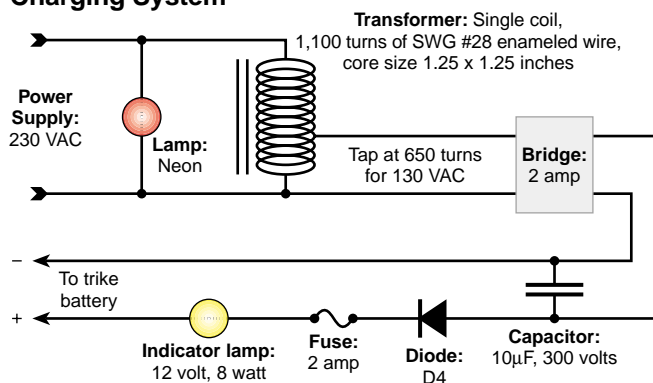 Charging System
Transformer: Single coil,
1,100 turns of SWG #28 enameled wire,
core size 1.25 x 1.25 inches
Power
Supply:
230 VAC
Lamp:
Neon
Tap at 650 turns
for 130 VAC
Bridge:
2 amp
–
To trike
battery
+
Indicator lamp:
12 volt, 8 watt
Fuse:
2 amp
Diode:
D4
Capacitor:
10µF, 300 volts